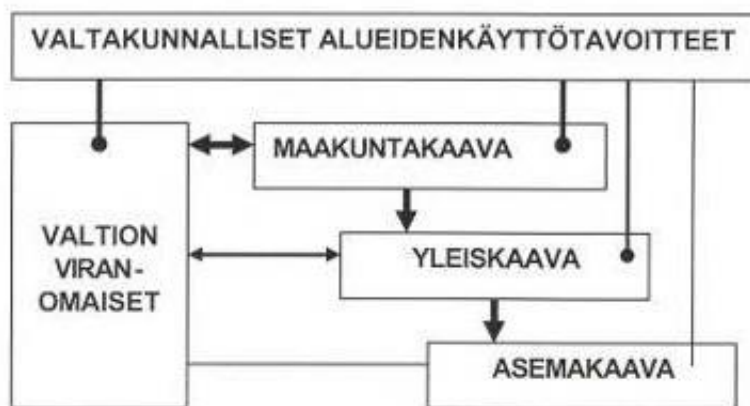 VALTAKUNNALLISET ALUEIDENKÄYTTÖTAVOITTEET
MAAKUNTAKAAVA
VALTION
VIRAN-
OMAISET
YLEISKAAVA
ASEMAKAAVA